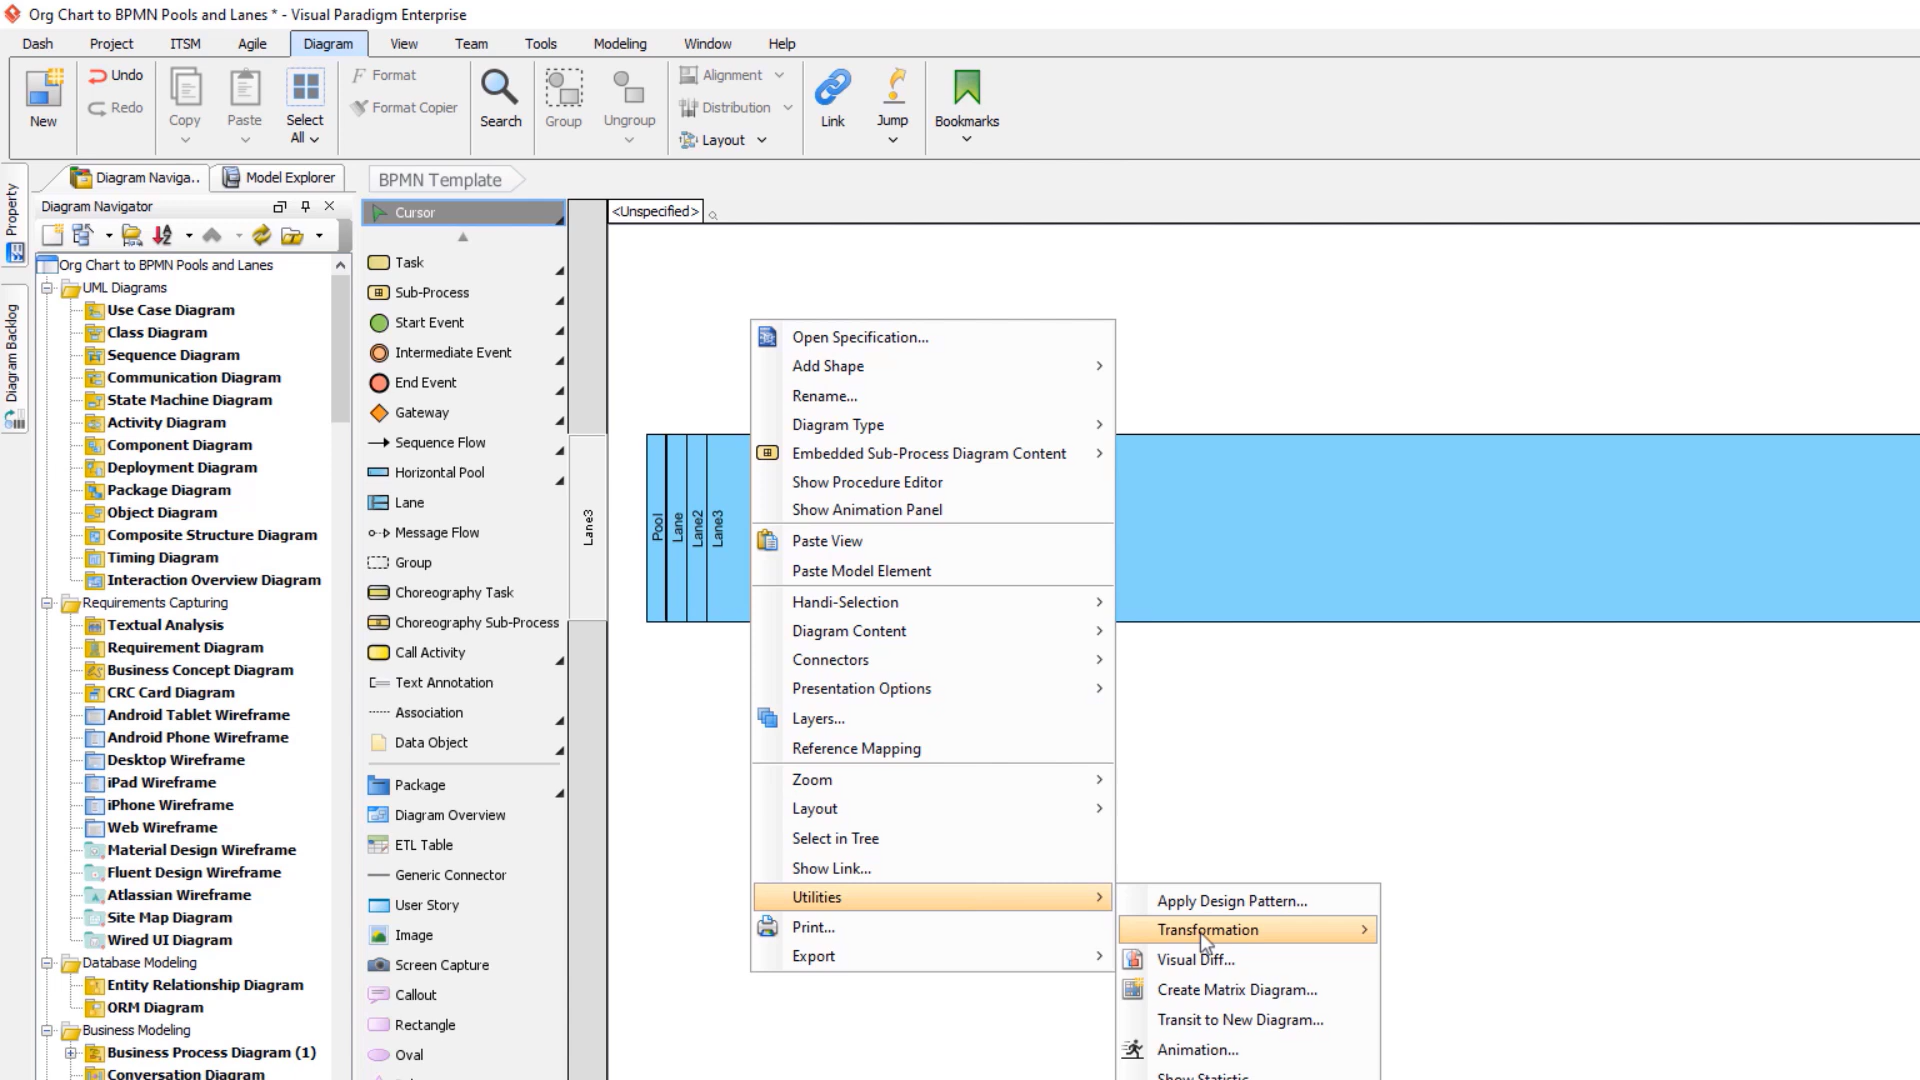 Org Chart to BPMN Pools and Lanes * - Visual Paradigm Enterprise
Dash Project ITSM Agile Diagram View Team Tools Modeling Window Help
New
Undo
Redo
Copy
Paste
Select
All
Format
Format Copier
Search
Group
Ungroup
Alignment
Distribution
Layout
Link
Jump
Bookmarks
Property
Diagram Backlog
Diagram Naviga..
Model Explorer
BPMN Template
Diagram Navigator
Org Chart to BPMN Pools and Lanes
UML Diagrams
Use Case Diagram
Class Diagram
Sequence Diagram
Communication Diagram
State Machine Diagram
Activity Diagram
Component Diagram
Deployment Diagram
Package Diagram
Object Diagram
Composite Structure Diagram
Timing Diagram
Interaction Overview Diagram
Requirements Capturing
Textual Analysis
Requirement Diagram
Business Concept Diagram
CRC Card Diagram
Android Tablet Wireframe
Android Phone Wireframe
Desktop Wireframe
iPad Wireframe
iPhone Wireframe
Web Wireframe
Material Design Wireframe
Fluent Design Wireframe
Atlassian Wireframe
Site Map Diagram
Wired UI Diagram
Database Modeling
Entity Relationship Diagram
ORM Diagram
Business Modeling
Business Process Diagram (1)
Conversation Diagram
Cursor
Task
Sub-Process
Start Event
Intermediate Event
End Event
Gateway
Sequence Flow
Horizontal Pool
Lane
Message Flow
Group
Choreography Task
Choreography Sub-Process
Call Activity
Text Annotation
Association
Data Object
Package
Diagram Overview
ETL Table
Generic Connector
User Story
Image
Screen Capture
Callout
Rectangle
Oval
Lane3
<Unspecified>
Pool
Lane
Lane2
Lane3
Open Specification...
Add Shape
Rename...
Diagram Type
Embedded Sub-Process Diagram Content
Show Procedure Editor
Show Animation Panel
Paste View
Paste Model Element
Handi-Selection
Diagram Content
Connectors
Presentation Options
Layers...
Reference Mapping
Zoom
Layout
Select in Tree
Show Link...
Utilities
Print...
Export
Apply Design Pattern...
Transformation
Visual Diff...
Create Matrix Diagram...
Transit to New Diagram...
Animation...
Show Statistic